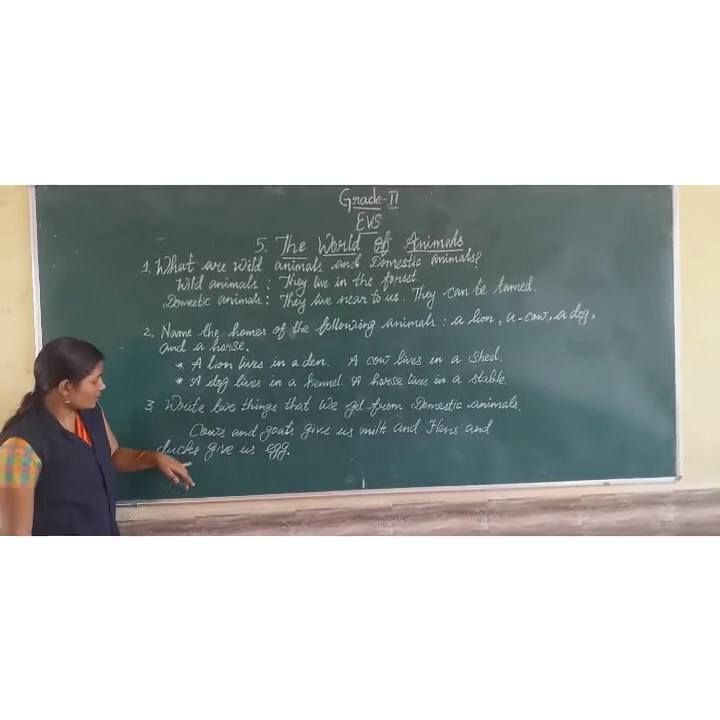 Grade-II
EVS
5. The World of Animals
1. What are wild animals and Domestic animals?
Wild animals : They live in the forest.
Domestic animals : They live near to us. They can be tamed.
2. Name the homes of the following animals : a lion, a-cow, a dog,
and a horse.
* A lion lives in a den. A cow lives in a Shed.
* A dog lives in a kennel. A horse lives in a stable.
3. Write two things that We get from Domestic animals.
Cows and goats give us milk and Hens and
ducks give us egg.